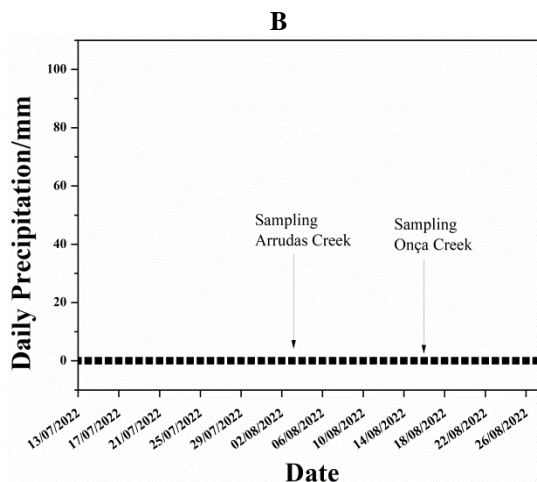 B
Daily Precipitation/mm
100
80
60
40
20
0
Sampling
Arrudas Creek
Sampling
Onça Creek
13/07/2022
17/07/2022
21/07/2022
25/07/2022
29/07/2022
02/08/2022
06/08/2022
10/08/2022
14/08/2022
18/08/2022
22/08/2022
26/08/2022
Date